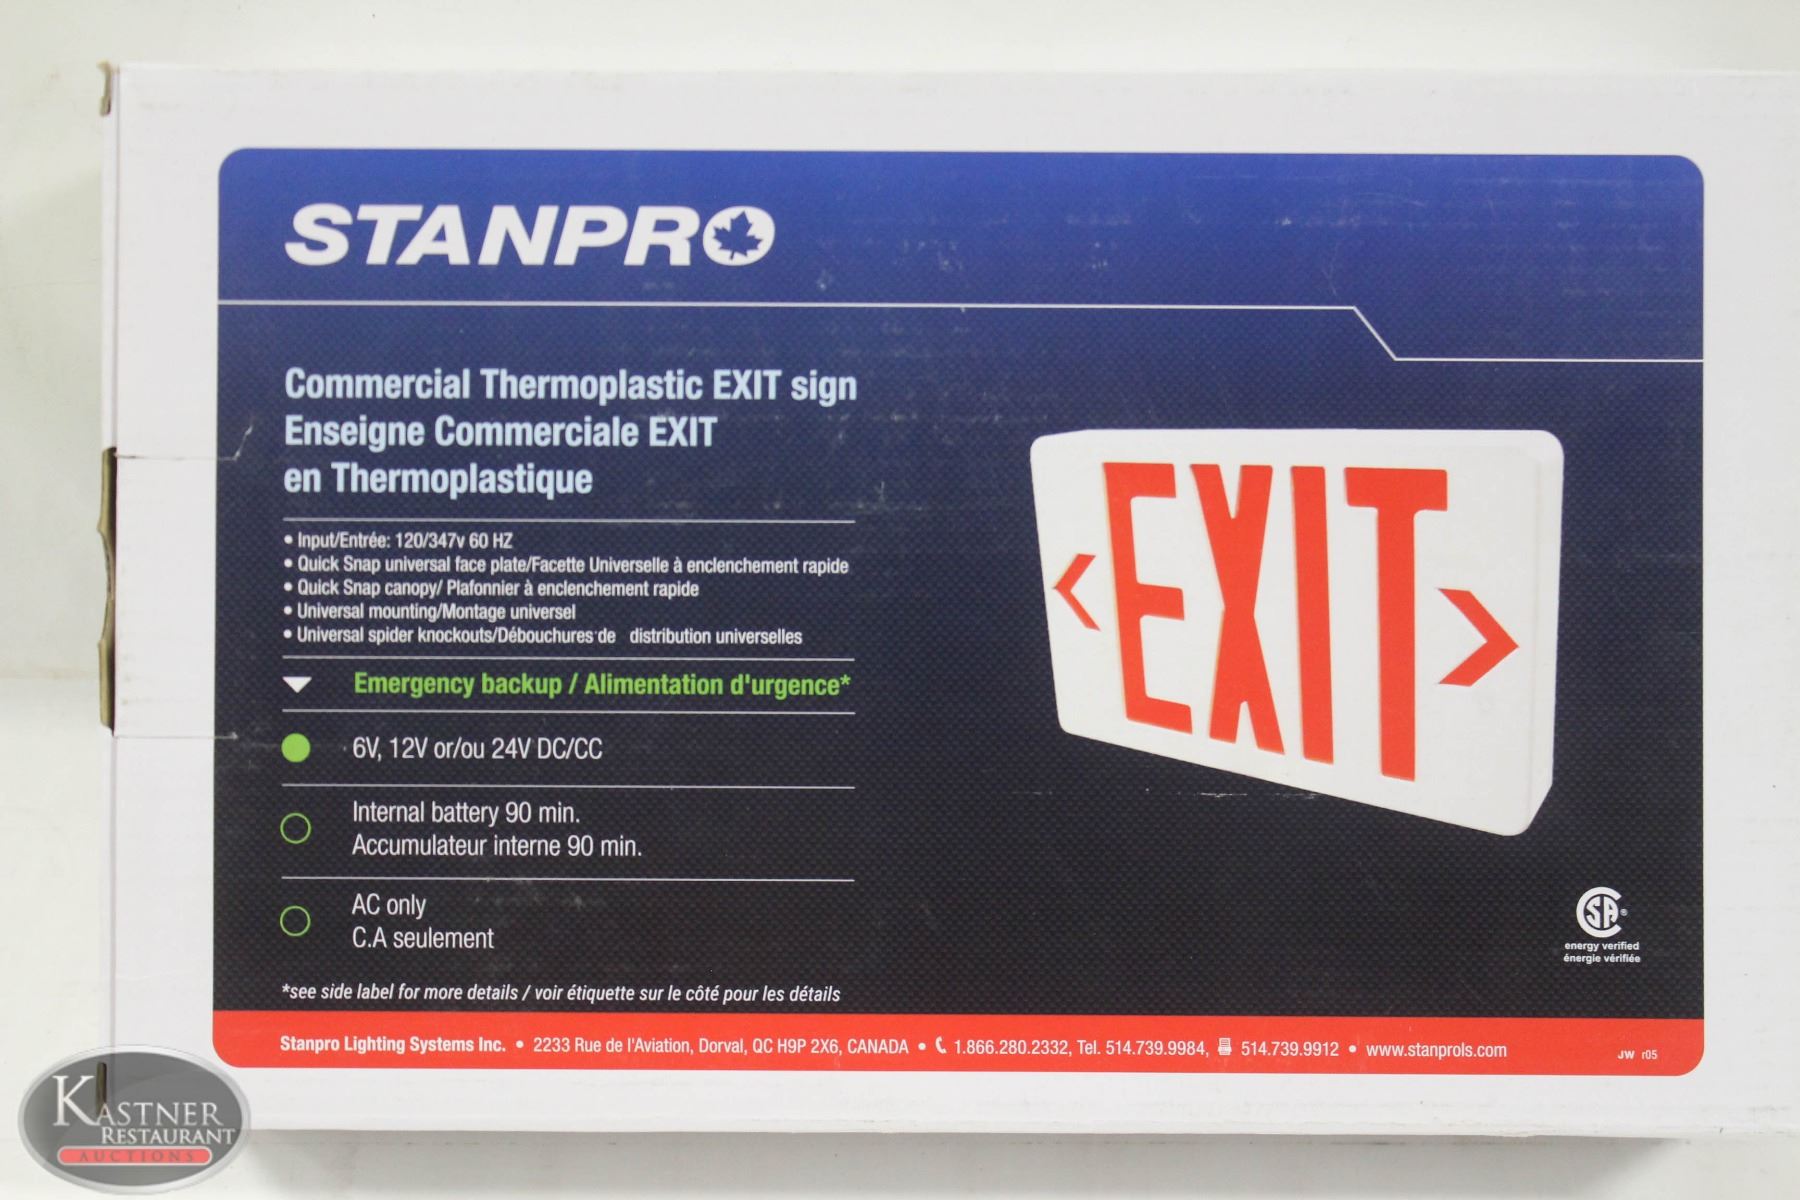 STANPRO
Commercial Thermoplastic EXIT sign
Enseigne Commerciale EXIT
en Thermoplastique
• Input/Entrée: 120/347v 60 HZ
• Quick Snap universal face plate/Facette Universelle à enclenchement rapide
• Quick Snap canopy/ Plafonnier à enclenchement rapide
• Universal mounting/Montage universel
• Universal spider knockouts/Débouchures de distribution universelles
Emergency backup / Alimentation d'urgence*
6V, 12V or/ou 24V DC/CC
Internal battery 90 min.
Accumulateur interne 90 min.
AC only
C.A seulement
*see side label for more details / voir étiquette sur le côté pour les détails
EXIT
CSA ®
energy verified
énergie vérifiée
Stanpro Lighting Systems Inc. • 2233 Rue de l'Aviation, Dorval, QC H9P 2X6, CANADA • 1.866.280.2332, Tel. 514.739.9984, 514.739.9912 • www.stanprols.com
JW r05
KASTNER
RESTAURANT
AUCTIONS